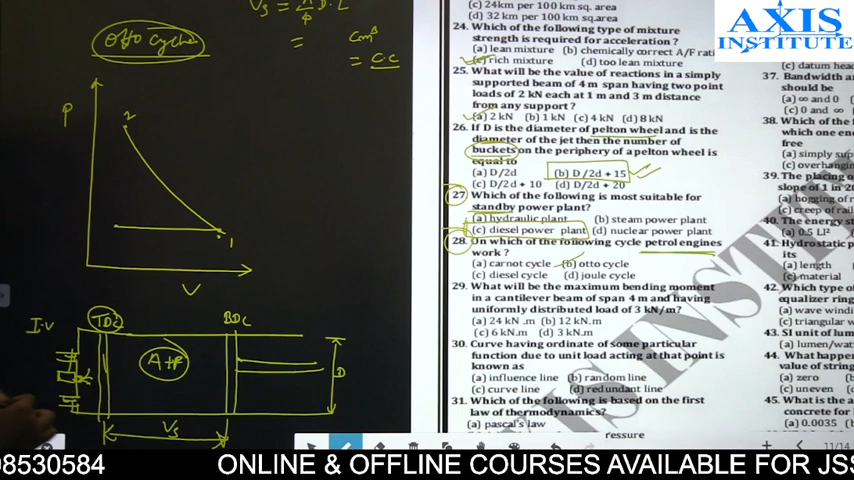 Vs = π/4 D². L
Otto Cycle
=
Cm³
= C.C
P
2
1
V
I.V
TDC
BDC
A+P
D
Vs
(c) 24km per 100 km sq. area
(d) 32 km per 100 km sq.area
24. Which of the following type of mixture
strength is required for acceleration ?
(a) lean mixture (b) chemically correct A/F rati
(c) rich mixture (d) too lean mixture
25. What will be the value of reactions in a simply
supported beam of 4 m span having two point
loads of 2 kN each at 1 m and 3 m distance
from any support ?
(a) 2 kN (b) 1 kN (c) 4 kN (d) 8 kN
26. If D is the diameter of pelton wheel and is the
diameter of the jet then the number of
buckets on the periphery of a pelton wheel is
equal to
(a) D/2d (b) D/2d + 15
(c) D/2d + 10 (d) D/2d + 20
27. Which of the following is most suitable for
standby power plant?
(a) hydraulic plant (b) steam power plant
(c) diesel power plant (d) nuclear power plant
28. On which of the following cycle petrol engines
work ?
(a) carnot cycle (b) otto cycle
(c) diesel cycle (d) joule cycle
29. What will be the maximum bending moment
in a cantilever beam of span 4 m and having
uniformly distributed load of 3 kN/m?
(a) 24 kN .m (b) 12 kN.m
(c) 6 kN.m (d) 3 kN.m
30. Curve having ordinate of some particular
function due to unit load acting at that point is
known as
(a) influence line (b) random line
(c) curve line (d) redundant line
31. Which of the following is based on the first
law of thermodynamics?
(a) pascal's law
ressure
AXIS
INSTITUTE
(c) datum hea
37. Bandwidth a
should be
(a) ∞ and 0
(c) 0 and ∞
38. Which of the
which one en
free
(a) simply sup
(c) overhangin
39. The placing o
slope of 1 in 20
(a) hogging of r
(c) creep of rail
40. The energy st
(a) 0.5 LI²
41. Hydrostatic p
its
(a) length
(c) material
42. Which type o
equalizer ring
(a) wave windi
(c) triangular w
43. SI unit of lumin
(a) lumen/wat
44. What happen
value of string
(a) zero (b
(c) uneven (d
45. What is the a
concrete for
(a) 0.0035 (
11/14
08530584 ONLINE & OFFLINE COURSES AVAILABLE FOR JSS